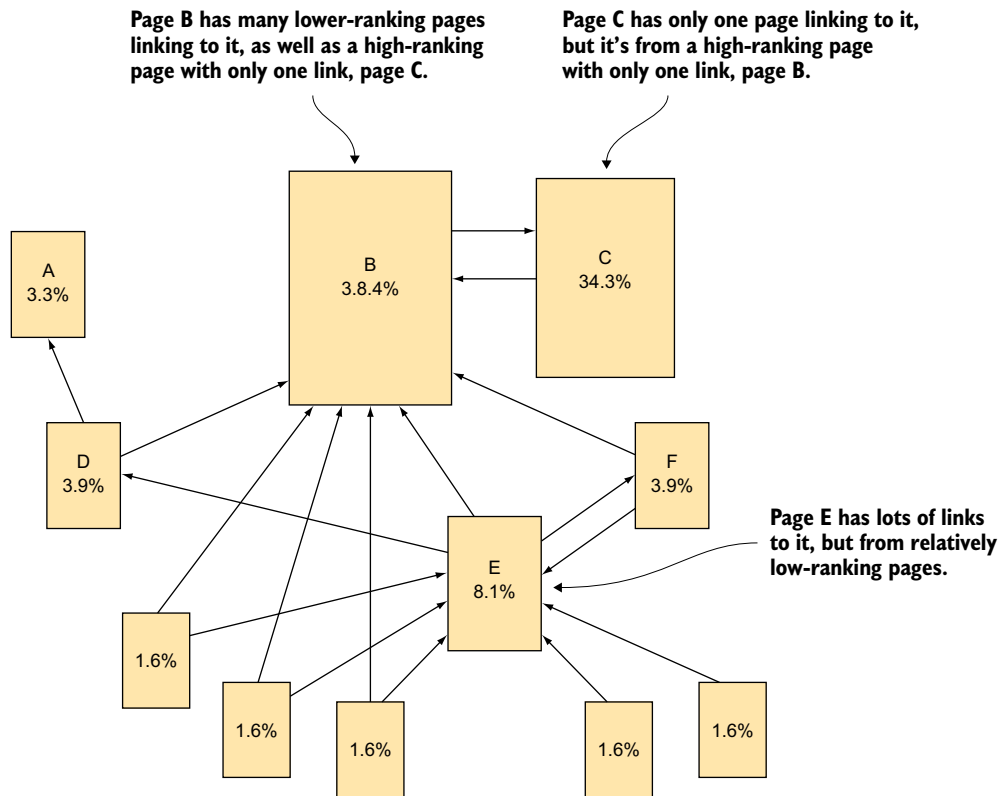 Page B has many lower-ranking pages
linking to it, as well as a high-ranking
page with only one link, page C.
Page C has only one page linking to it,
but it's from a high-ranking page
with only one link, page B.
A
3.3%
B
3.8.4%
C
34.3%
D
3.9%
F
3.9%
E
8.1%
Page E has lots of links
to it, but from relatively
low-ranking pages.
1.6%
1.6%
1.6%
1.6%
1.6%